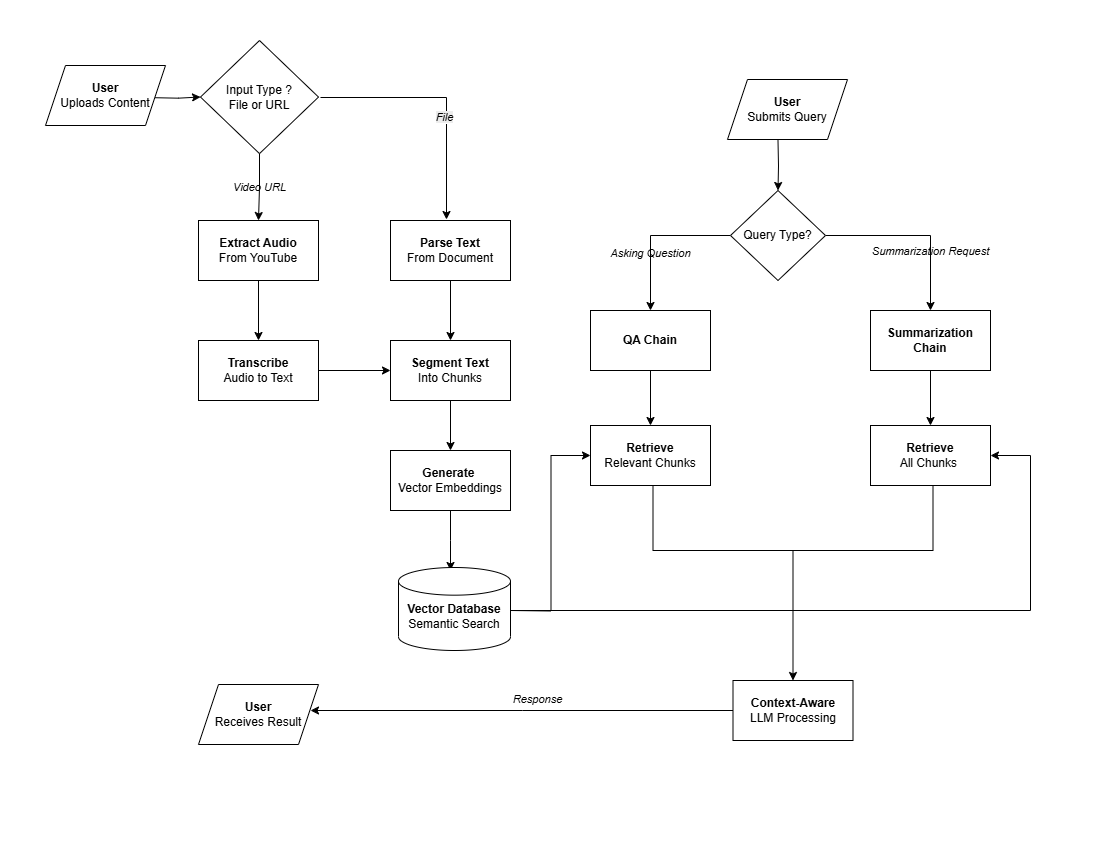 User
Uploads Content
Input Type ?
File or URL
File
Video URL
Extract Audio
From YouTube
Parse Text
From Document
Transcribe
Audio to Text
Segment Text
Into Chunks
Generate
Vector Embeddings
Vector Database
Semantic Search
User
Submits Query
Query Type?
Asking Question
Summarization Request
QA Chain
Summarization
Chain
Retrieve
Relevant Chunks
Retrieve
All Chunks
Context-Aware
LLM Processing
Response
User
Receives Result